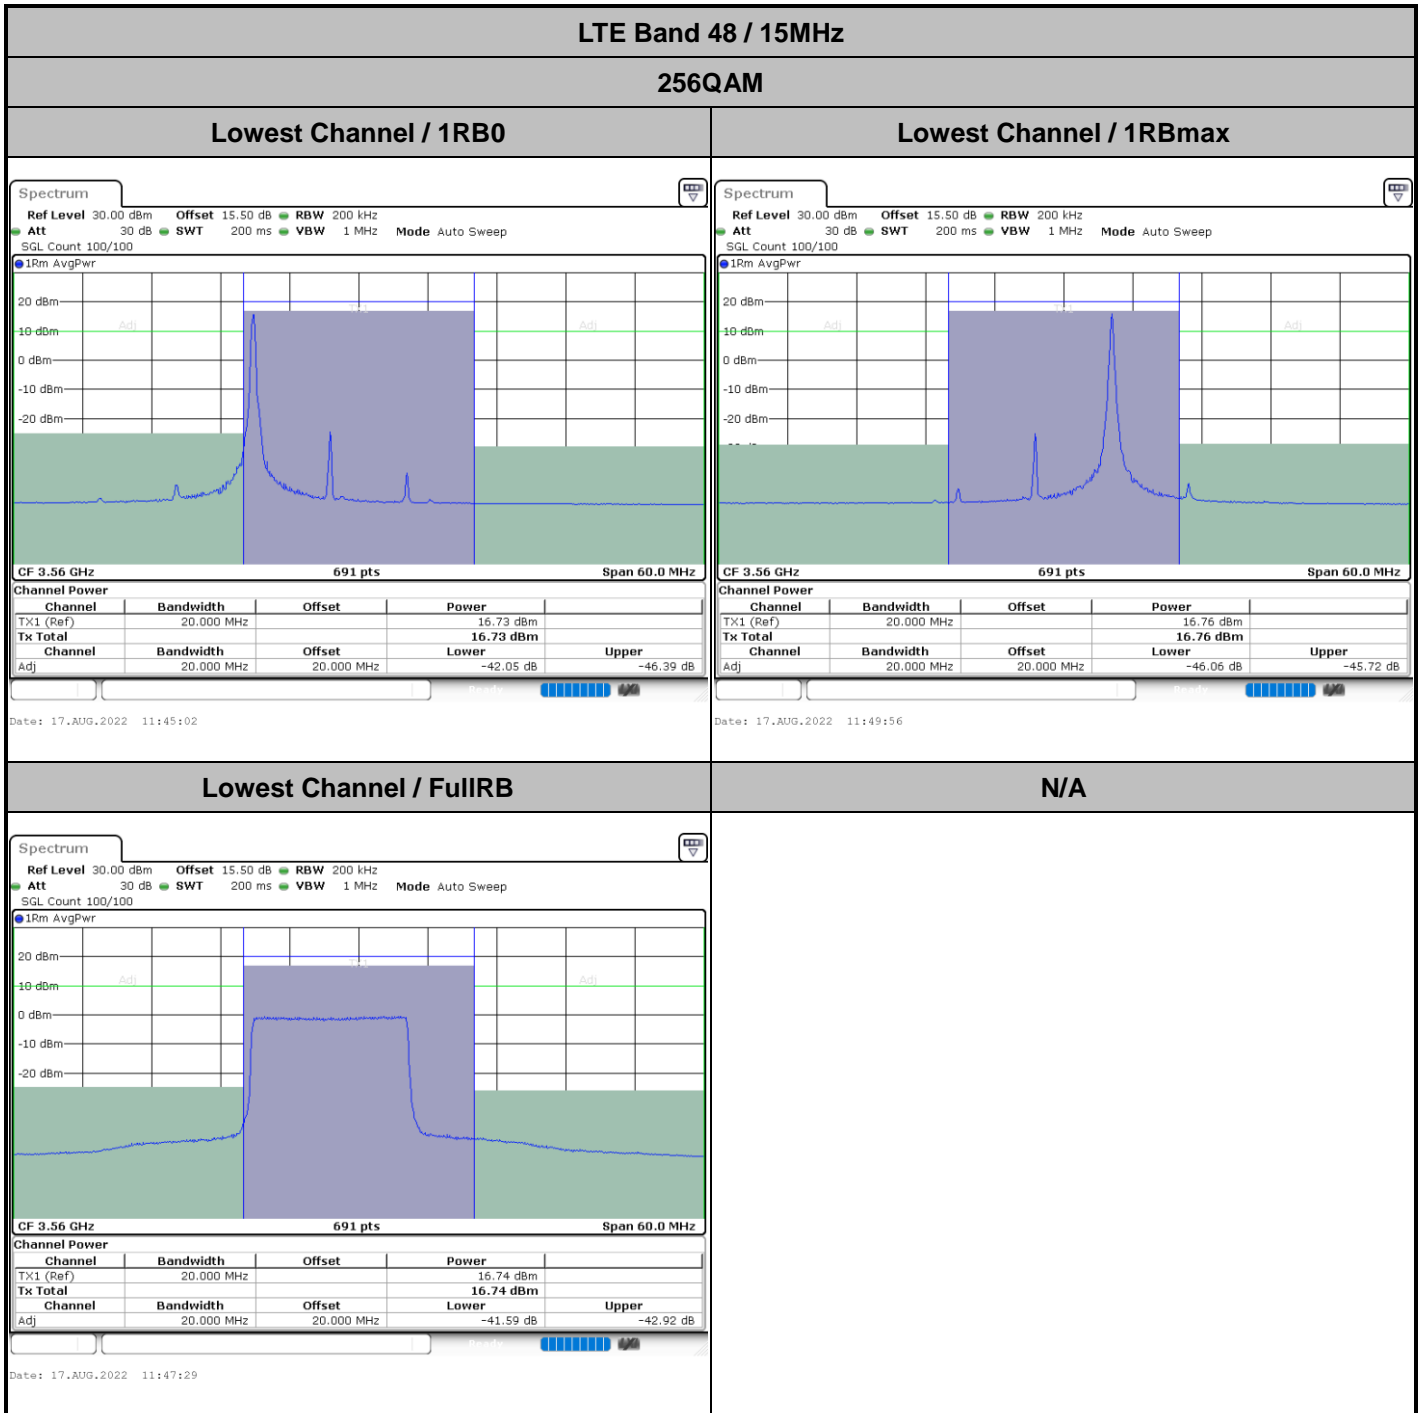 LTE Band 48 / 15MHz
256QAM
Lowest Channel / 1RB0
Spectrum
Ref Level 30.00 dBm Offset 15.50 dB RBW 200 kHz
Att 30 dB SWT 200 ms VBW 1 MHz Mode Auto Sweep
SGL Count 100/100
1Rm AvgPwr
TX1
20 dBm
Adj
Adj
10 dBm
0 dBm
-10 dBm
-20 dBm
CF 3.56 GHz 691 pts Span 60.0 MHz
Channel Power
Channel Bandwidth Offset Power
TX1 (Ref) 20.000 MHz 16.73 dBm
Tx Total 16.73 dBm
Channel Bandwidth Offset Lower Upper
Adj 20.000 MHz 20.000 MHz -42.05 dB -46.39 dB
Ready
Date: 17.AUG.2022 11:45:02
Lowest Channel / 1RBmax
Spectrum
Ref Level 30.00 dBm Offset 15.50 dB RBW 200 kHz
Att 30 dB SWT 200 ms VBW 1 MHz Mode Auto Sweep
SGL Count 100/100
1Rm AvgPwr
TX1
20 dBm
Adj
Adj
10 dBm
0 dBm
-10 dBm
-20 dBm
CF 3.56 GHz 691 pts Span 60.0 MHz
Channel Power
Channel Bandwidth Offset Power
TX1 (Ref) 20.000 MHz 16.76 dBm
Tx Total 16.76 dBm
Channel Bandwidth Offset Lower Upper
Adj 20.000 MHz 20.000 MHz -46.06 dB -45.72 dB
Ready
Date: 17.AUG.2022 11:49:56
Lowest Channel / FullRB
Spectrum
Ref Level 30.00 dBm Offset 15.50 dB RBW 200 kHz
Att 30 dB SWT 200 ms VBW 1 MHz Mode Auto Sweep
SGL Count 100/100
1Rm AvgPwr
TX1
20 dBm
Adj
Adj
10 dBm
0 dBm
-10 dBm
-20 dBm
CF 3.56 GHz 691 pts Span 60.0 MHz
Channel Power
Channel Bandwidth Offset Power
TX1 (Ref) 20.000 MHz 16.74 dBm
Tx Total 16.74 dBm
Channel Bandwidth Offset Lower Upper
Adj 20.000 MHz 20.000 MHz -41.59 dB -42.92 dB
Ready
Date: 17.AUG.2022 11:47:29
N/A